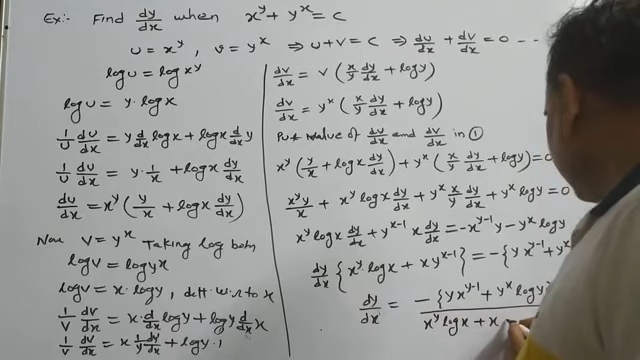 Ex:- Find dy/dx when x^y + y^x = c
u = x^y , v = y^x ⇒ u+v = c ⇒ du/dx + dv/dx = 0 - - -
log u = log x^y
log u = y · log x
1/u du/dx = y d/dx log x + log x d/dx y
1/u du/dx = y · 1/x + log x dy/dx
du/dx = x^y ( y/x + log x dy/dx )
Now v = y^x Taking log both
log v = log y^x
log v = x · log y , diff w.r to x
1/v dv/dx = x · d/dx log y + log y d/dx x
1/v dv/dx = x 1/y dy/dx + log y · 1
dv/dx = v ( x/y dy/dx + log y )
dv/dx = y^x ( x/y dy/dx + log y )
Put value of du/dx and dv/dx in ①
x^y ( y/x + log x dy/dx ) + y^x ( x/y dy/dx + log y ) = 0
x^y y/x + x^y log x dy/dx + y^x x/y dy/dx + y^x log y = 0
x^y log x dy/dx + y^{x-1} x dy/dx = -x^{y-1} y - y^x log y
dy/dx { x^y · log x + x y^{x-1} } = - { y x^{y-1} + y^x
dy/dx = - { y x^{y-1} + y^x log y } / x^y log x + x